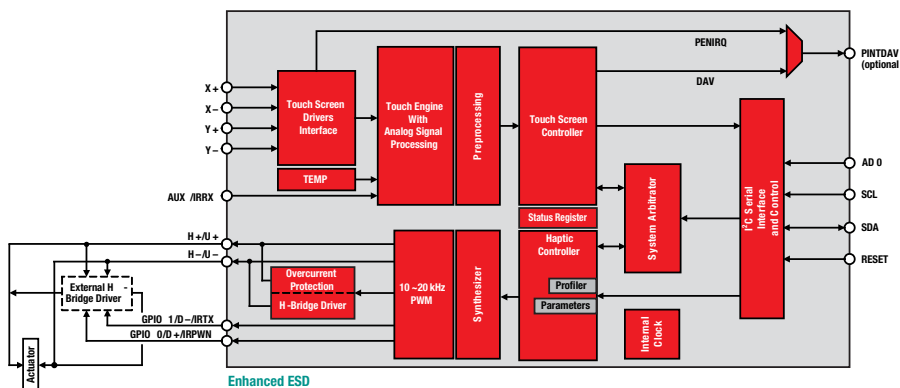 PENIRQ
PINTDAV
(optional
DAV
X+
X−
Y+
Y−
Touch Screen
Drivers
Interface
Touch Engine
With
Analog Signal
Processing
Preprocessing
Touch Screen
Controller
TEMP
AUX /IRRX
Status Register
System Arbitrator
I²C Serial
Interface
and Control
AD 0
SCL
SDA
RESET
H+/U+
H−/U−
Overcurrent
Protection
H-Bridge Driver
10 ~20 kHz
PWM
Synthesizer
Haptic
Controller
Profiler
Parameters
Internal
Clock
External H -
Bridge Driver
GPIO 1/D−/IRTX
GPIO 0/D+/IRPWN
Actuator
Enhanced ESD